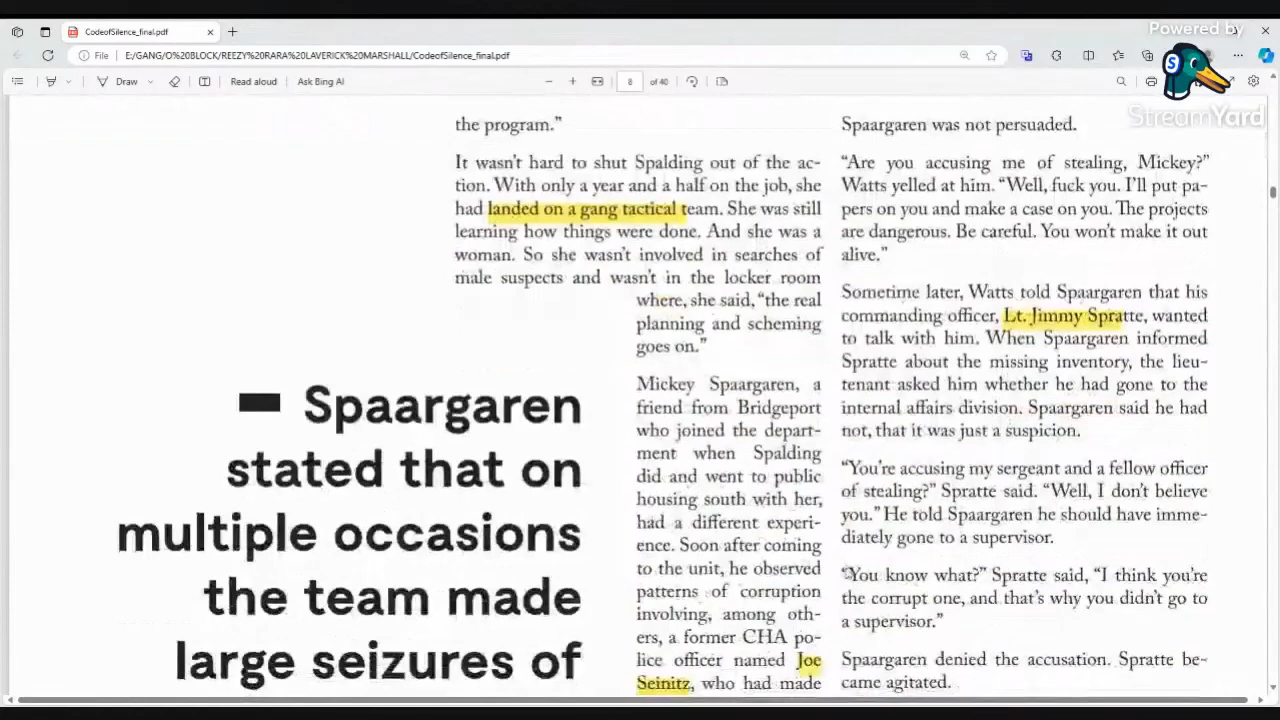 CodeofSilence_final.pdf
Powered by
File
E:/GANG/O%20BLOCK/REEZY%20RARA%20LAVERICK%20MARSHALL/CodeofSilence_final.pdf
Draw
Read aloud
Ask Bing AI
8
of 40
StreamYard
the program.”
It wasn’t hard to shut Spalding out of the ac-
tion. With only a year and a half on the job, she
had landed on a gang tactical team. She was still
learning how things were done. And she was a
woman. So she wasn’t involved in searches of
male suspects and wasn’t in the locker room
where, she said, “the real
planning and scheming
goes on.”
Mickey Spaargaren, a
friend from Bridgeport
who joined the depart-
ment when Spalding
did and went to public
housing south with her,
had a different experi-
ence. Soon after coming
to the unit, he observed
patterns of corruption
involving, among oth-
ers, a former CHA po-
lice officer named Joe
Seinitz, who had made
Spaargaren
stated that on
multiple occasions
the team made
large seizures of
Spaargaren was not persuaded.
“Are you accusing me of stealing, Mickey?”
Watts yelled at him. “Well, fuck you. I’ll put pa-
pers on you and make a case on you. The projects
are dangerous. Be careful. You won’t make it out
alive.”
Sometime later, Watts told Spaargaren that his
commanding officer, Lt. Jimmy Spratte, wanted
to talk with him. When Spaargaren informed
Spratte about the missing inventory, the lieu-
tenant asked him whether he had gone to the
internal affairs division. Spaargaren said he had
not, that it was just a suspicion.
“You’re accusing my sergeant and a fellow officer
of stealing?” Spratte said. “Well, I don’t believe
you.” He told Spaargaren he should have imme-
diately gone to a supervisor.
“You know what?” Spratte said, “I think you’re
the corrupt one, and that’s why you didn’t go to
a supervisor.”
Spaargaren denied the accusation. Spratte be-
came agitated.